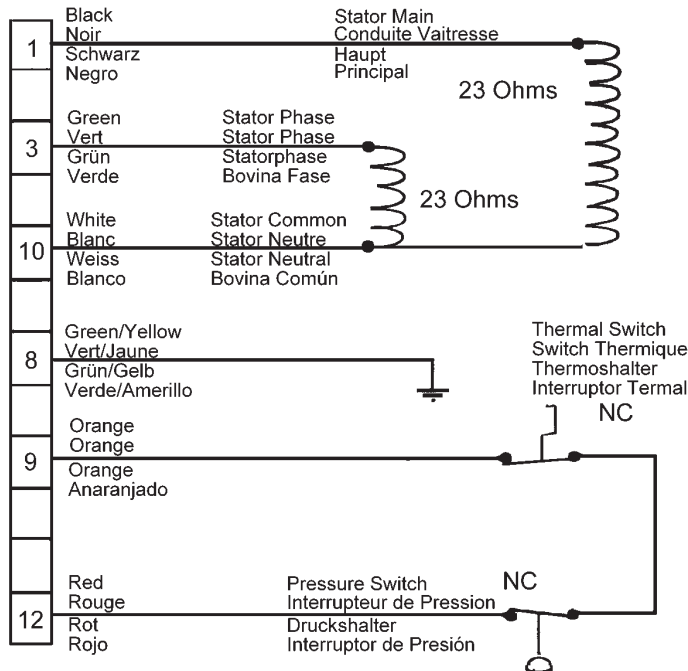 1
Black
Noir
Schwarz
Negro
Stator Main
Conduite Vaitresse
Haupt
Principal
23 Ohms
3
Green
Vert
Grün
Verde
Stator Phase
Stator Phase
Statorphase
Bovina Fase
23 Ohms
10
White
Blanc
Weiss
Blanco
Stator Common
Stator Neutre
Stator Neutral
Bovina Común
8
Green/Yellow
Vert/Jaune
Grün/Gelb
Verde/Amerillo
Thermal Switch
Switch Thermique
Thermoshalter
Interruptor Termal
NC
9
Orange
Orange
Orange
Anaranjado
12
Red
Rouge
Rot
Rojo
Pressure Switch
Interrupteur de Pression
Druckshalter
Interruptor de Presión
NC